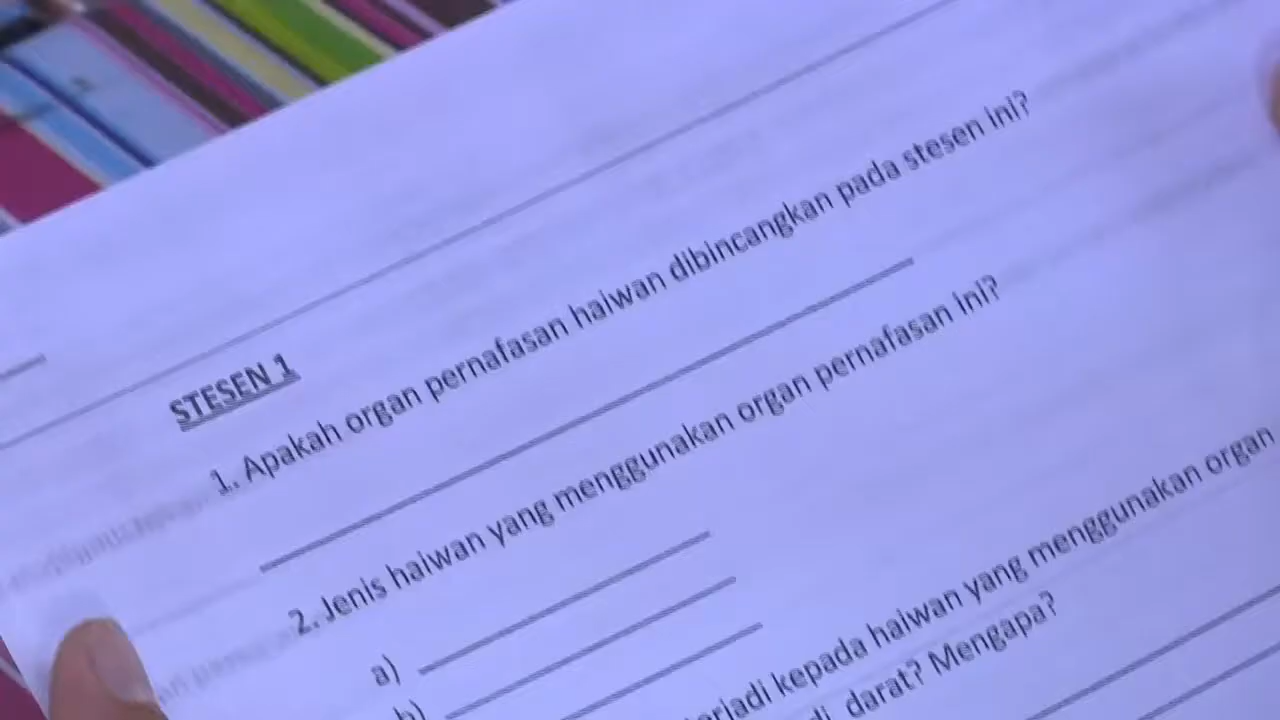 STESEN 1
1. Apakah organ pernafasan haiwan dibincangkan pada stesen ini?
2. Jenis haiwan yang menggunakan organ pernafasan ini?
a)
b)
kepada haiwan yang menggunakan organ
darat? Mengapa?